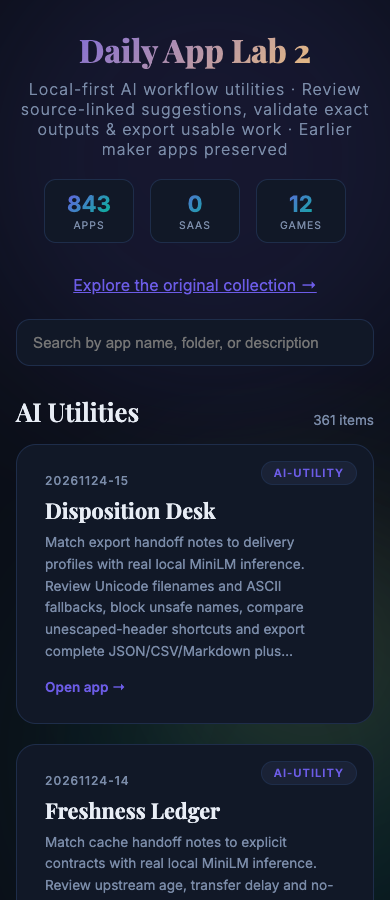 Daily App Lab 2
Local-first AI workflow utilities · Review
source-linked suggestions, validate exact
outputs & export usable work · Earlier
maker apps preserved
843
APPS
0
SAAS
12
GAMES
Explore the original collection →
Search by app name, folder, or description
AI Utilities
361 items
20261124-15
AI-UTILITY
Disposition Desk
Match export handoff notes to delivery
profiles with real local MiniLM inference.
Review Unicode filenames and ASCII
fallbacks, block unsafe names, compare
unescaped-header shortcuts and export
complete JSON/CSV/Markdown plus...
Open app →
20261124-14
AI-UTILITY
Freshness Ledger
Match cache handoff notes to explicit
contracts with real local MiniLM inference.
Review upstream age, transfer delay and no-